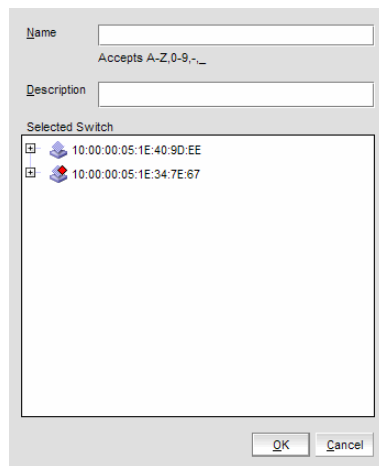 Name
Accepts A-Z,0-9,-,_
Description
Selected Switch
10:00:00:05:1E:40:9D:EE
10:00:00:05:1E:34:7E:67
OK Cancel